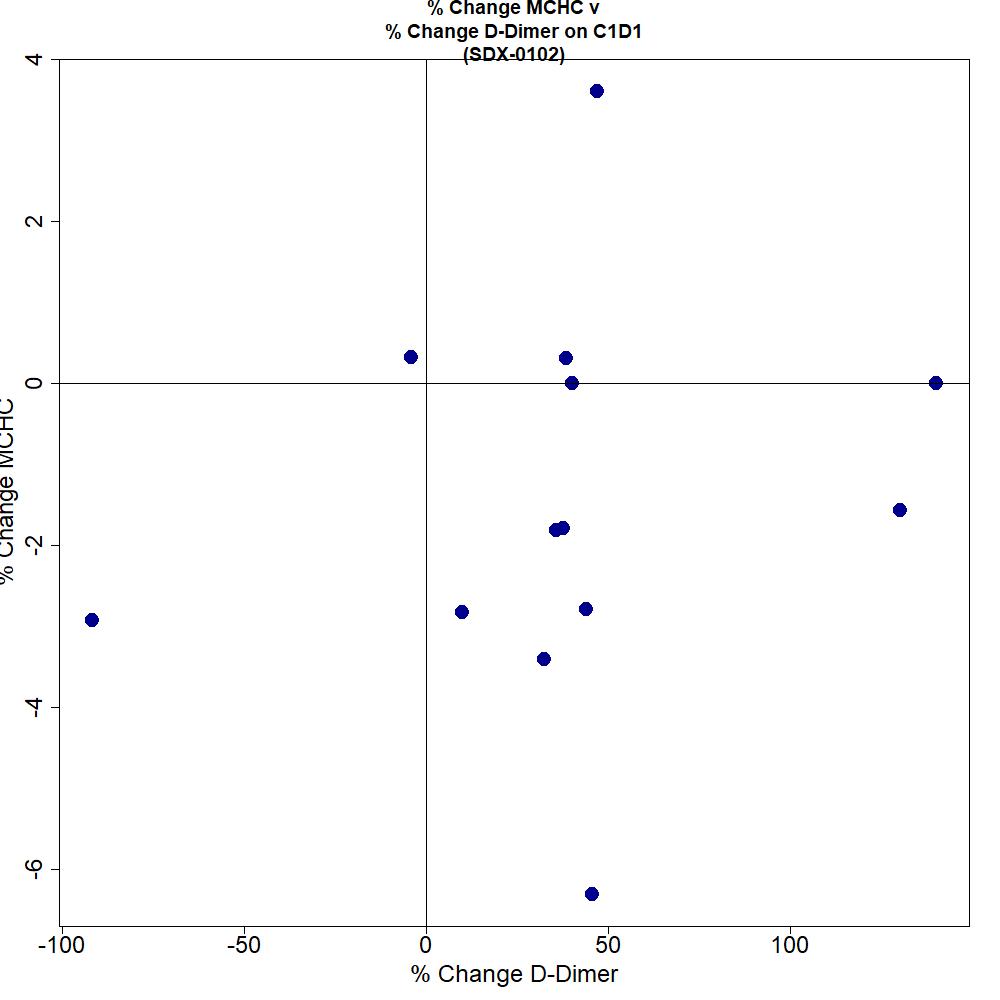 % Change MCHC v
% Change D-Dimer on C1D1
(SDX-0102)
4
2
0
-2
-4
-6
% Change MCHC
-100
-50
0
50
100
% Change D-Dimer